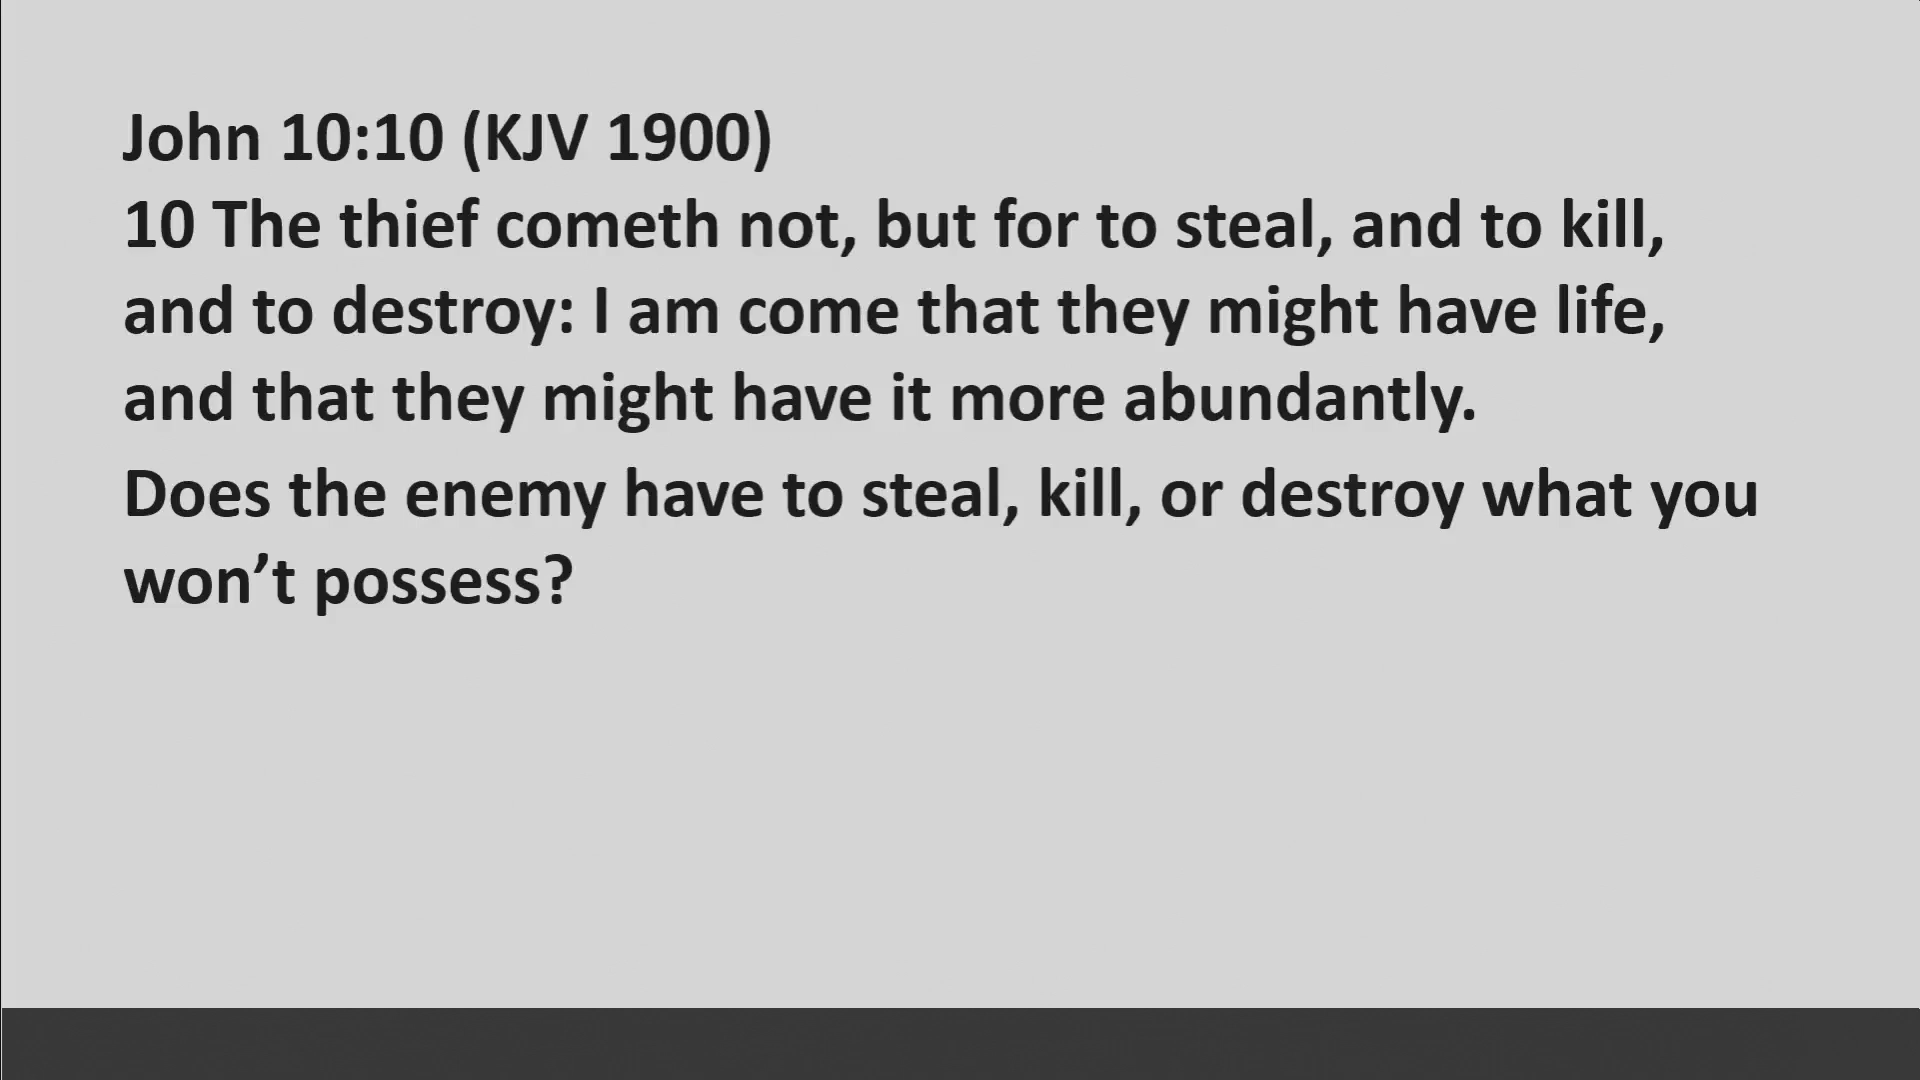 John 10:10 (KJV 1900)
10 The thief cometh not, but for to steal, and to kill,
and to destroy: I am come that they might have life,
and that they might have it more abundantly.
Does the enemy have to steal, kill, or destroy what you
won’t possess?